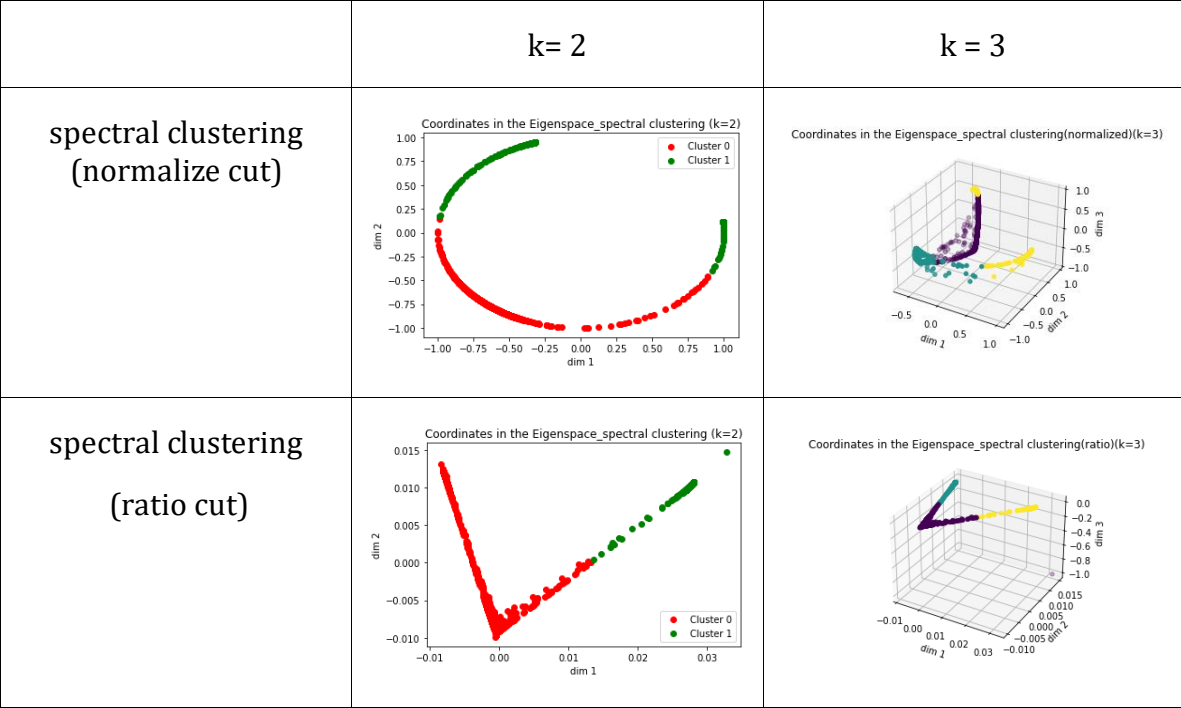 k= 2
k = 3
spectral clustering
(normalize cut)
Coordinates in the Eigenspace_spectral clustering (k=2)
1.00
0.75
0.50
0.25
0.00
−0.25
−0.50
−0.75
−1.00
dim 2
Cluster 0
Cluster 1
−1.00 −0.75 −0.50 −0.25 0.00 0.25 0.50 0.75 1.00
dim 1
Coordinates in the Eigenspace_spectral clustering(normalized)(k=3)
1.0
0.5
0.0
−0.5
−1.0
dim 3
1.0
0.5
0.0
−0.5
−1.0
dim 2
−0.5 0.0 0.5 1.0
dim 1
spectral clustering
(ratio cut)
Coordinates in the Eigenspace_spectral clustering (k=2)
0.015
0.010
0.005
0.000
−0.005
−0.010
dim 2
Cluster 0
Cluster 1
−0.01 0.00 0.01 0.02 0.03
dim 1
Coordinates in the Eigenspace_spectral clustering(ratio)(k=3)
0.0
−0.2
−0.4
−0.6
−0.8
−1.0
dim 3
0.015
0.010
0.005
0.000
−0.005
−0.010
dim 2
−0.01 0.00 0.01 0.02 0.03
dim 1